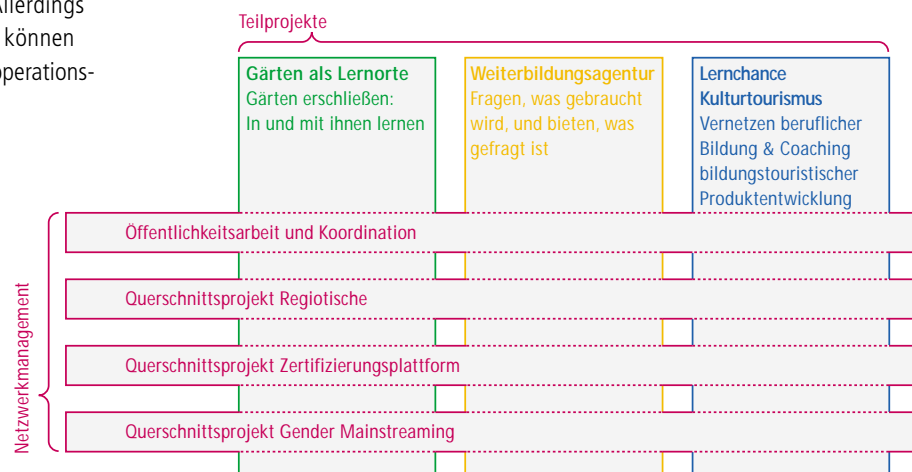 Allerdings
können
operations-
Teilprojekte
Gärten als Lernorte
Gärten erschließen:
In und mit ihnen lernen
Weiterbildungsagentur
Fragen, was gebraucht
wird, und bieten, was
gefragt ist
Lernchance
Kulturtourismus
Vernetzen beruflicher
Bildung & Coaching
bildungstouristischer
Produktentwicklung
Netzwerkmanagement
Öffentlichkeitsarbeit und Koordination
Querschnittsprojekt Regiotische
Querschnittsprojekt Zertifizierungsplattform
Querschnittsprojekt Gender Mainstreaming